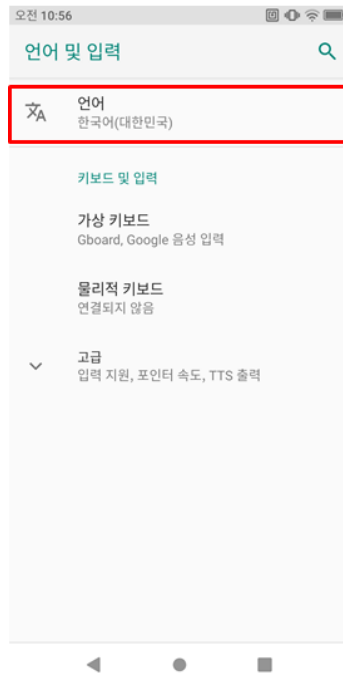 오전 10:56
언어 및 입력
언어
한국어(대한민국)
키보드 및 입력
가상 키보드
Gboard, Google 음성 입력
물리적 키보드
연결되지 않음
고급
입력 지원, 포인터 속도, TTS 출력